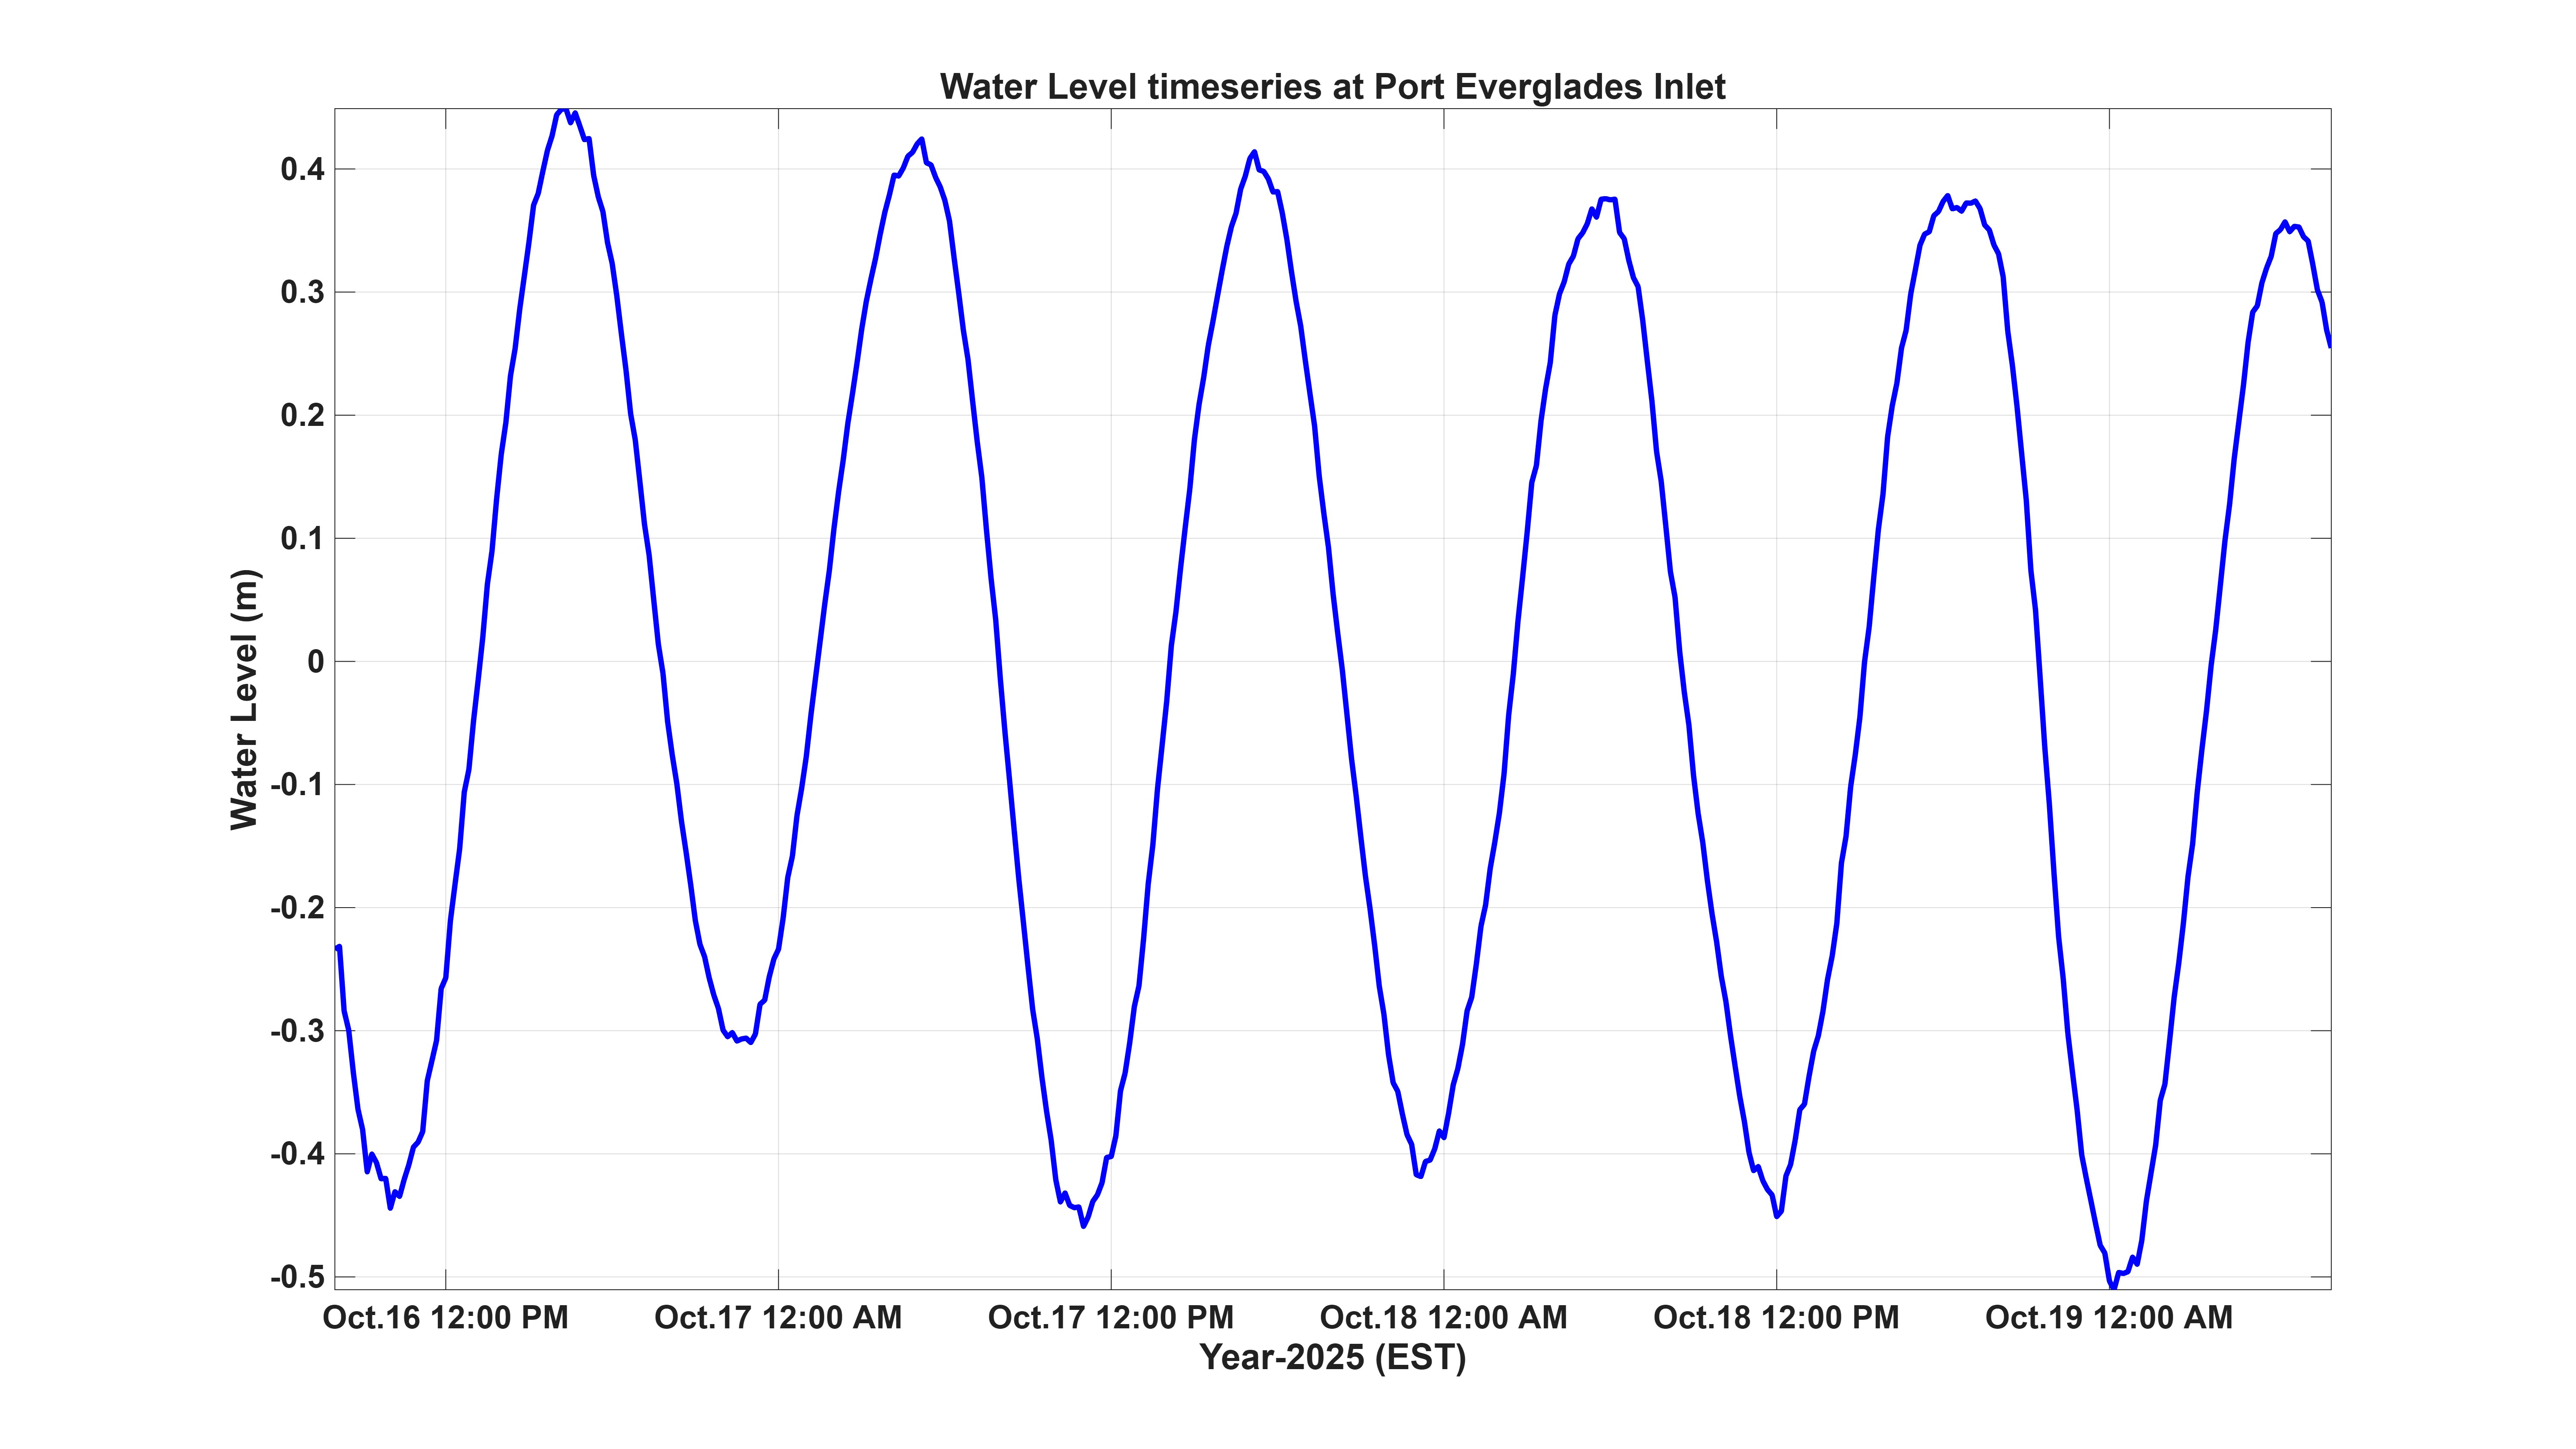 Water Level timeseries at Port Everglades Inlet
0.4
0.3
0.2
0.1
0
-0.1
-0.2
-0.3
-0.4
-0.5
Water Level (m)
Oct.16 12:00 PM Oct.17 12:00 AM Oct.17 12:00 PM Oct.18 12:00 AM Oct.18 12:00 PM Oct.19 12:00 AM
Year-2025 (EST)